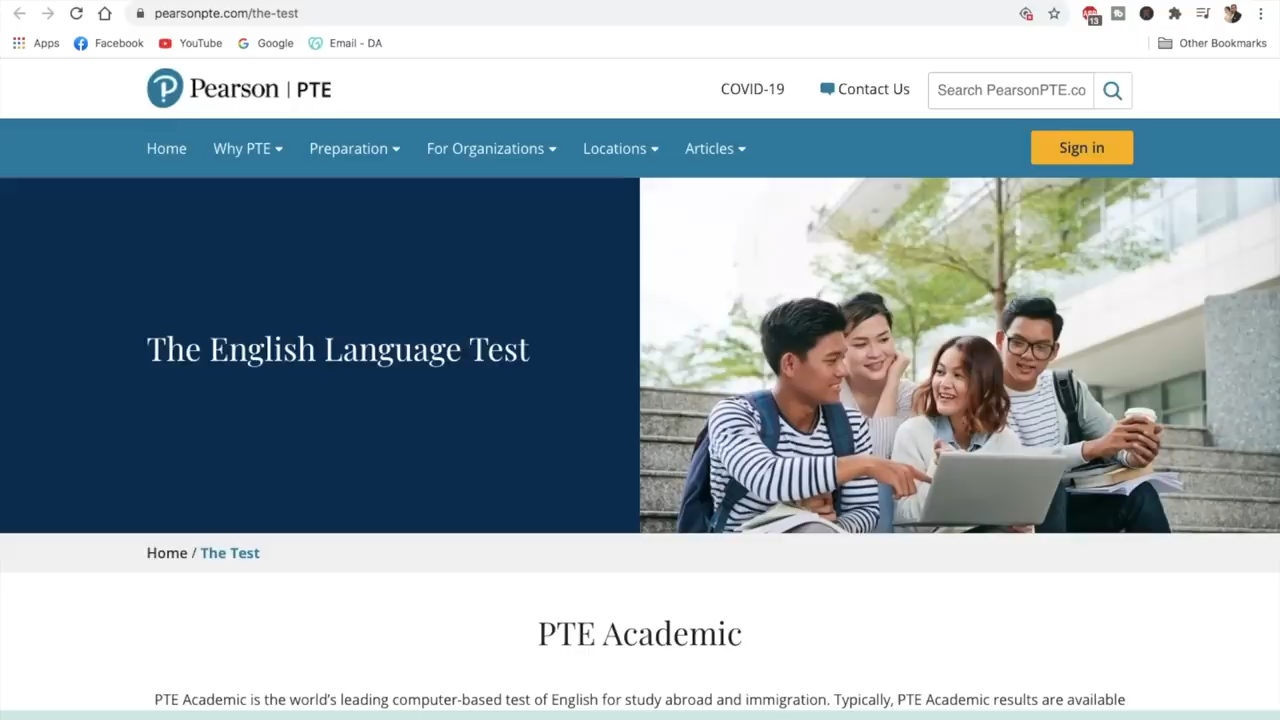 pearsonpte.com/the-test
13
Apps Facebook YouTube Google Email - DA Other Bookmarks
Pearson | PTE COVID-19 Contact Us Search PearsonPTE.co
Home Why PTE Preparation For Organizations Locations Articles Sign in
The English Language Test
Home / The Test
PTE Academic
PTE Academic is the world's leading computer-based test of English for study abroad and immigration. Typically, PTE Academic results are available